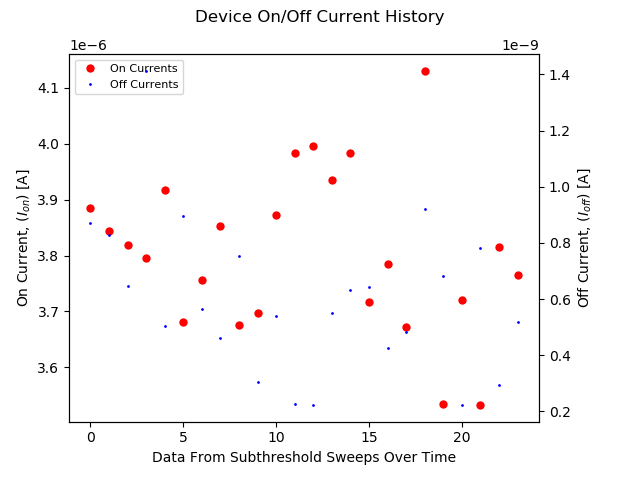 Device On/Off Current History
1e−6
1e−9
On Currents
Off Currents
4.1
4.0
3.9
3.8
3.7
3.6
On Current, ⟨I_on⟩ [A]
1.4
1.2
1.0
0.8
0.6
0.4
0.2
Off Current, ⟨I_off⟩ [A]
0 5 10 15 20
Data From Subthreshold Sweeps Over Time